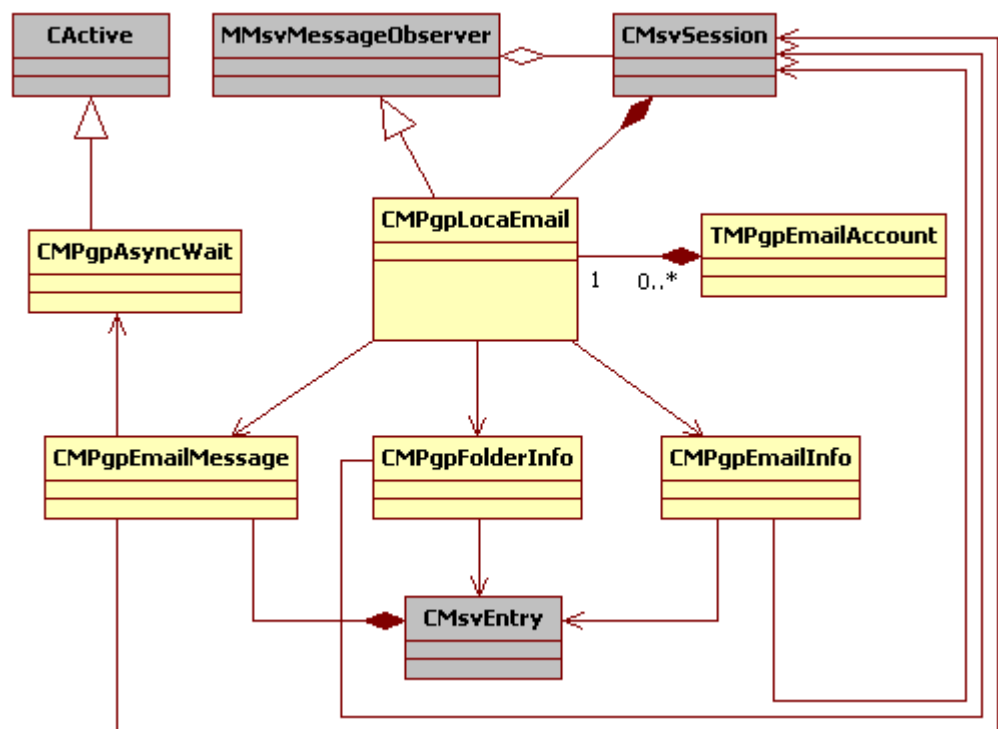 CActive
MMsvMessageObserver
CMsvSession
CMPgpLocaEmail
TMPgpEmailAccount
CMPgpAsyncWait
1
0..*
CMPgpEmailMessage
CMPgpFolderInfo
CMPgpEmailInfo
CMsvEntry